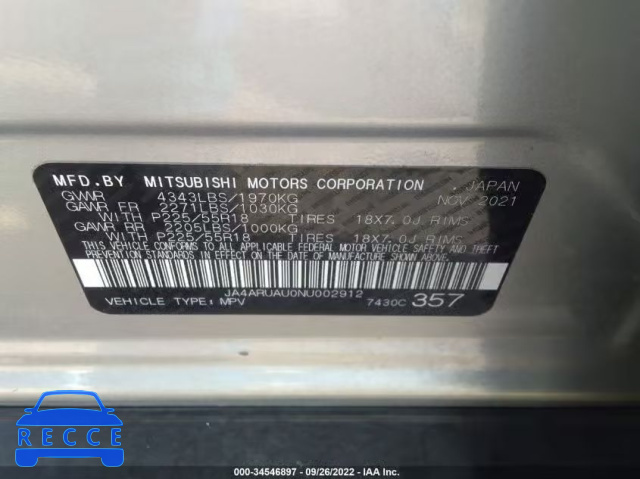 MFD.BY MITSUBISHI MOTORS CORPORATION . JAPAN
GVWR 4343LBS/1970KG NOV 2021
GAWR FR 2271LBS/1030KG
WITH P225/55R18 TIRES 18X7.0J RIMS
GAWR RR 2205LBS/1000KG
WITH P225/55R18 TIRES 18X7.0J RIMS
THIS VEHICLE CONFORMS TO ALL APPLICABLE FEDERAL MOTOR VEHICLE SAFETY AND THEFT
PREVENTION STANDARDS IN EFFECT ON THE DATE OF MANUFACTURE SHOWN ABOVE.
JA4ARUAU0NU002912
VEHICLE TYPE:MPV 7430C 357
RECCE
000-34546897 - 09/26/2022 - IAA Inc.